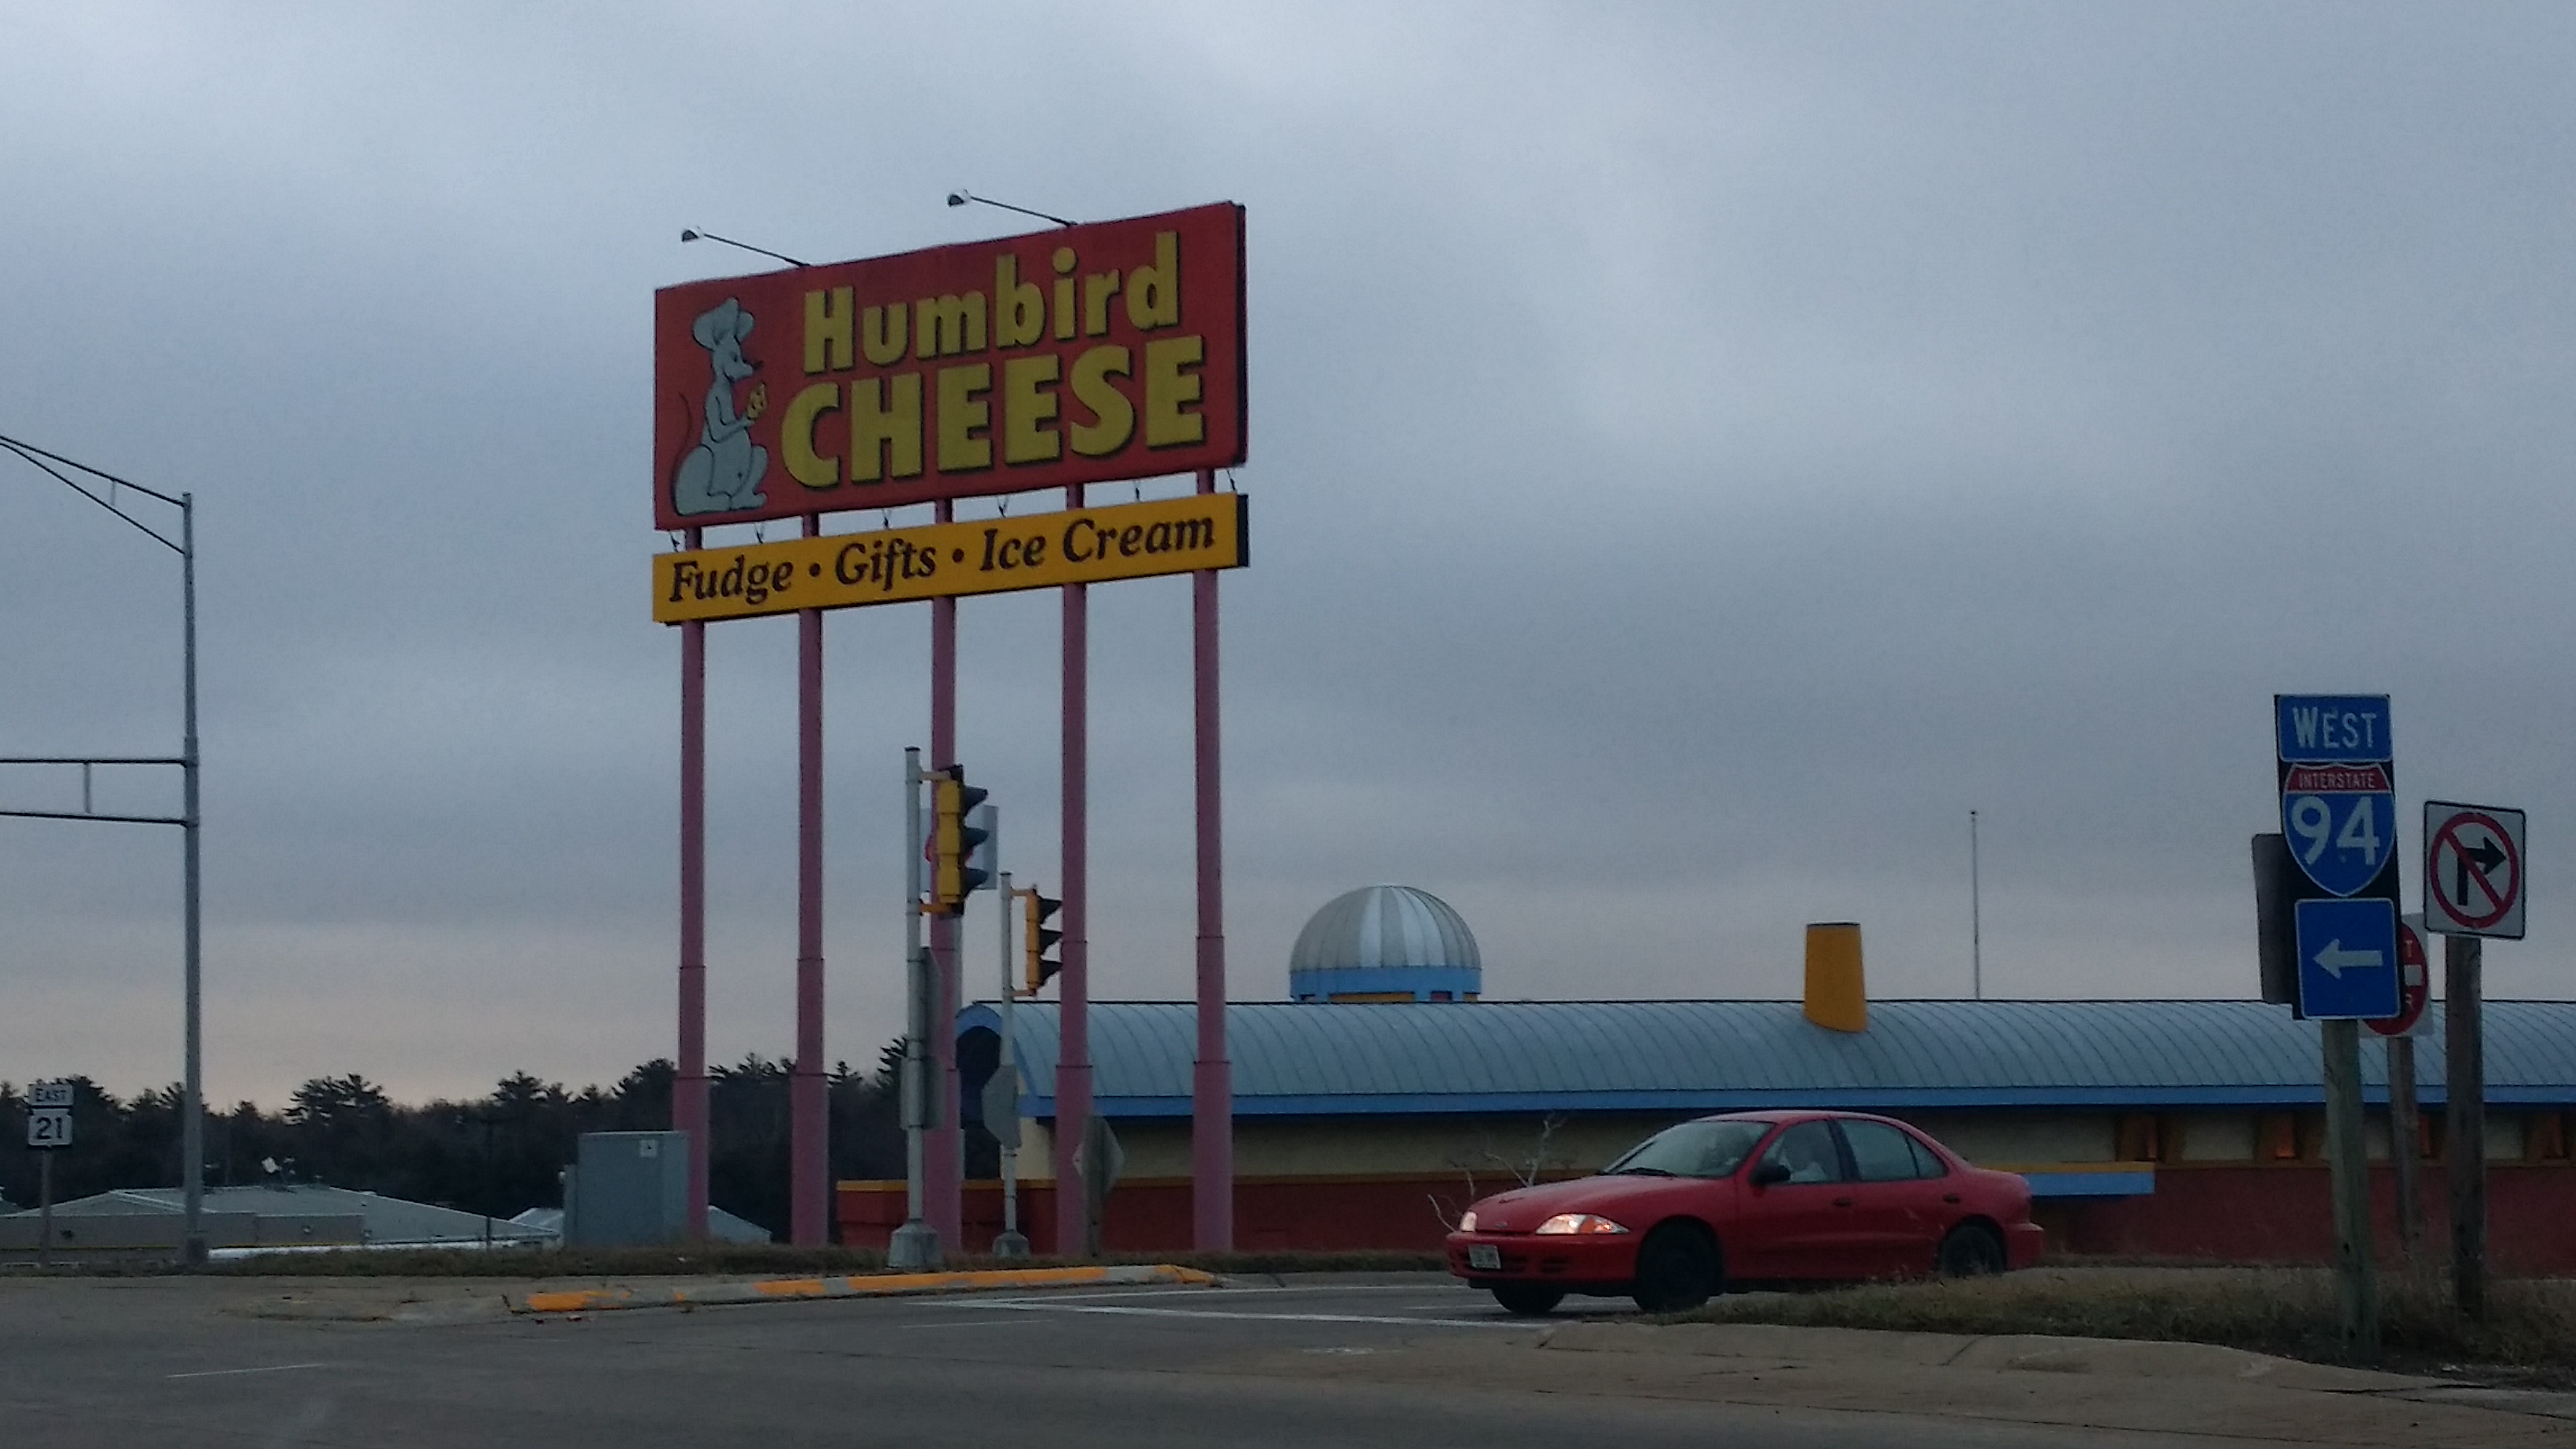 Humbird
CHEESE
Fudge • Gifts • Ice Cream
WEST
INTERSTATE
94
EAST
21